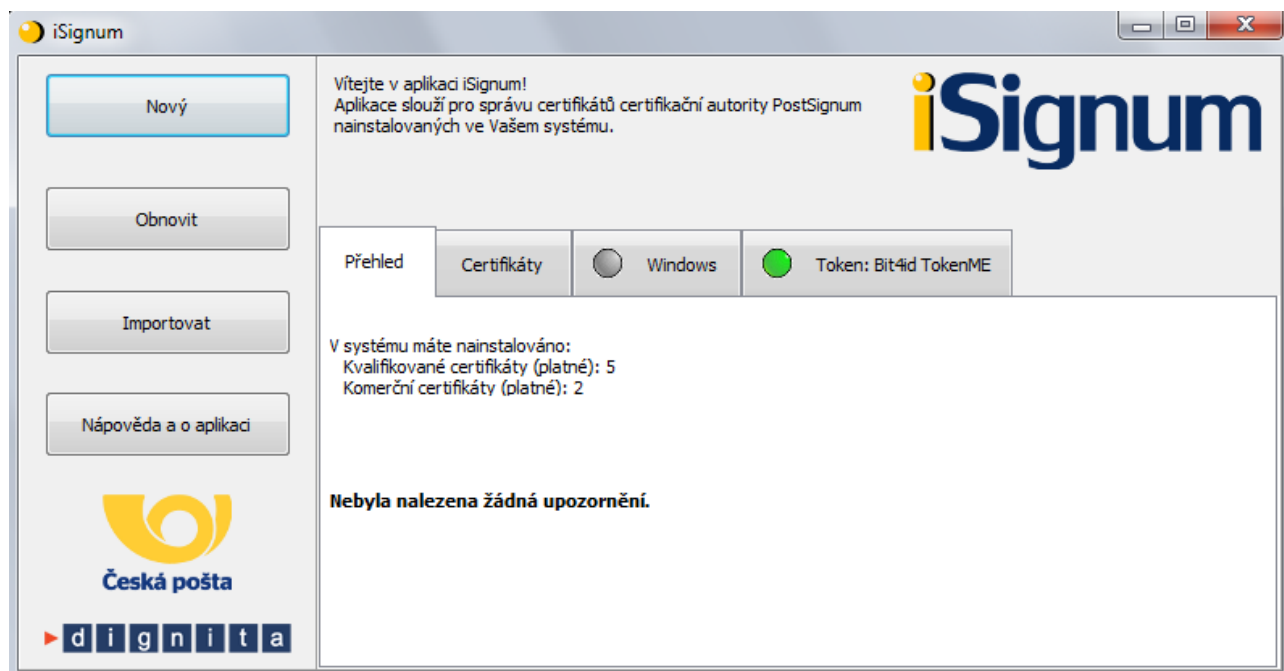 iSignum
Nový
Obnovit
Importovat
Nápověda a o aplikaci
Česká pošta
dignita
Vítejte v aplikaci iSignum!
Aplikace slouží pro správu certifikátů certifikační autority PostSignum
nainstalovaných ve Vašem systému.
iSignum
Přehled
Certifikáty
Windows
Token: Bit4id TokenME
V systému máte nainstalováno:
Kvalifikované certifikáty (platné): 5
Komerční certifikáty (platné): 2
Nebyla nalezena žádná upozornění.